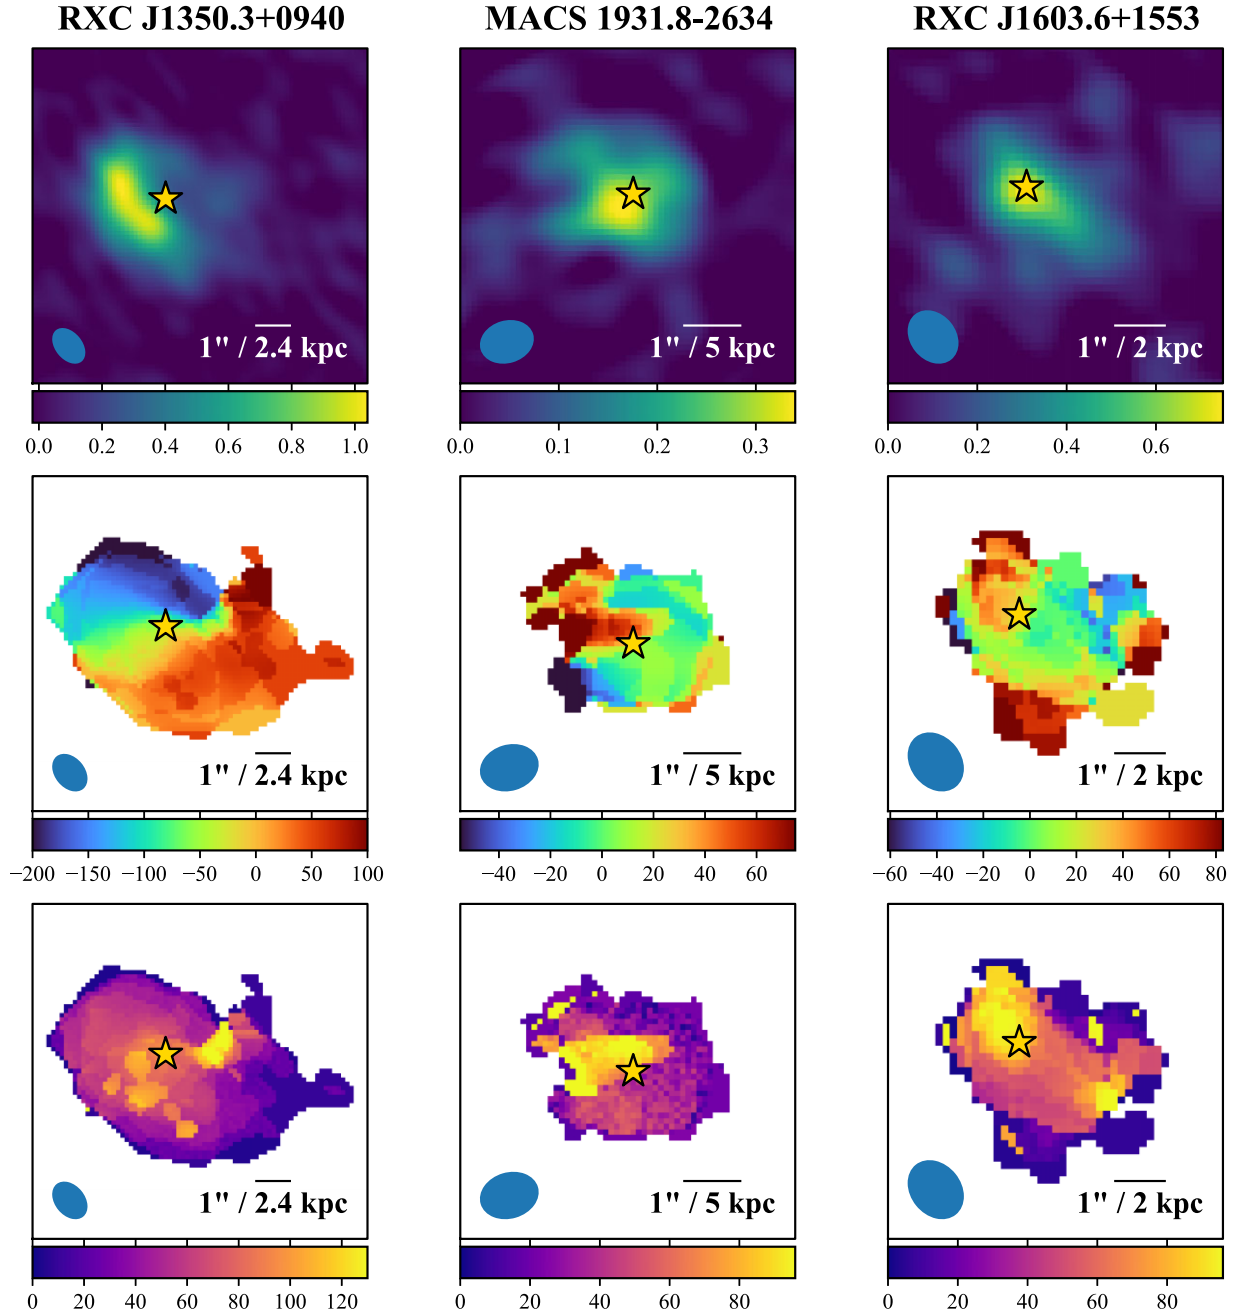 RXC J1350.3+0940 MACS 1931.8-2634 RXC J1603.6+1553
1" / 2.4 kpc 1" / 5 kpc 1" / 2 kpc
0.0 0.2 0.4 0.6 0.8 1.0 0.0 0.1 0.2 0.3 0.0 0.2 0.4 0.6
1" / 2.4 kpc 1" / 5 kpc 1" / 2 kpc
−200 −150 −100 −50 0 50 100 −40 −20 0 20 40 60 −60 −40 −20 0 20 40 60 80
1" / 2.4 kpc 1" / 5 kpc 1" / 2 kpc
0 20 40 60 80 100 120 0 20 40 60 80 0 20 40 60 80